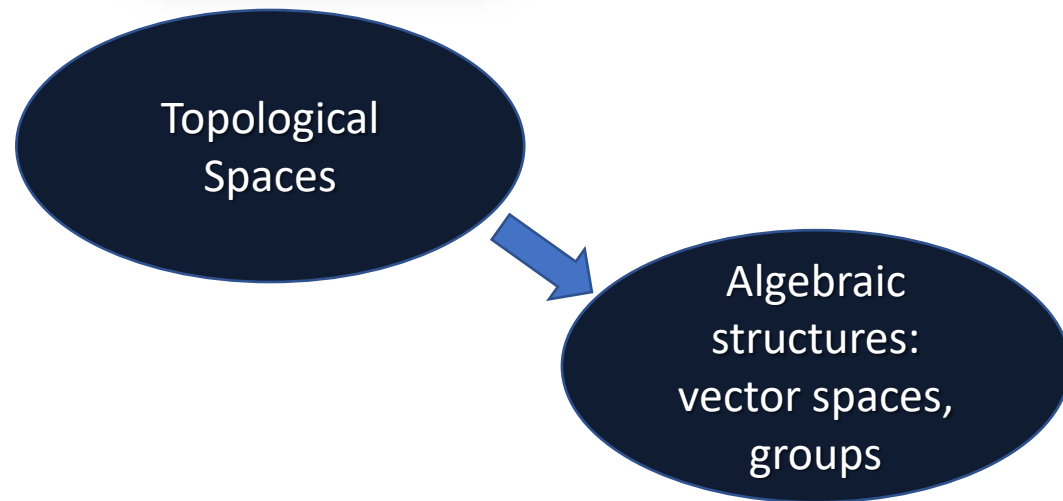 Topological
Spaces
Algebraic
structures:
vector spaces,
groups